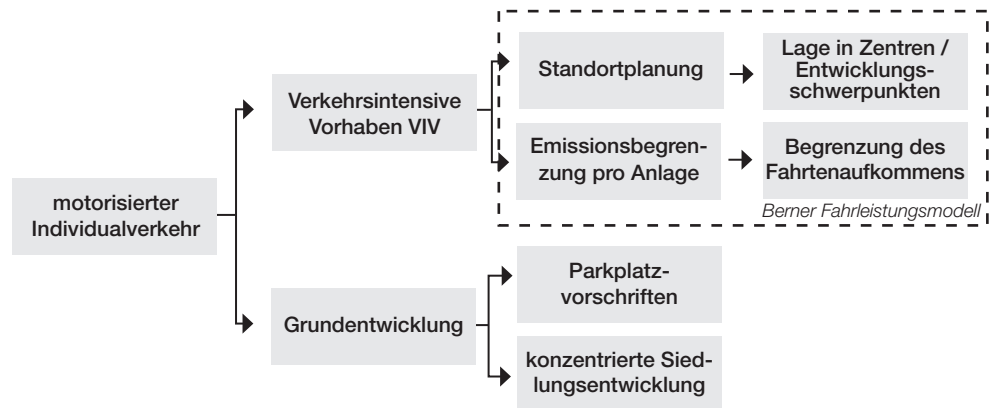 motorisierter
Individualverkehr
Verkehrsintensive
Vorhaben VIV
Standortplanung
Lage in Zentren /
Entwicklungs-
schwerpunkten
Emissionsbegren-
zung pro Anlage
Begrenzung des
Fahrtenaufkommens
Berner Fahrleistungsmodell
Grundentwicklung
Parkplatz-
vorschriften
konzentrierte Sied-
lungsentwicklung